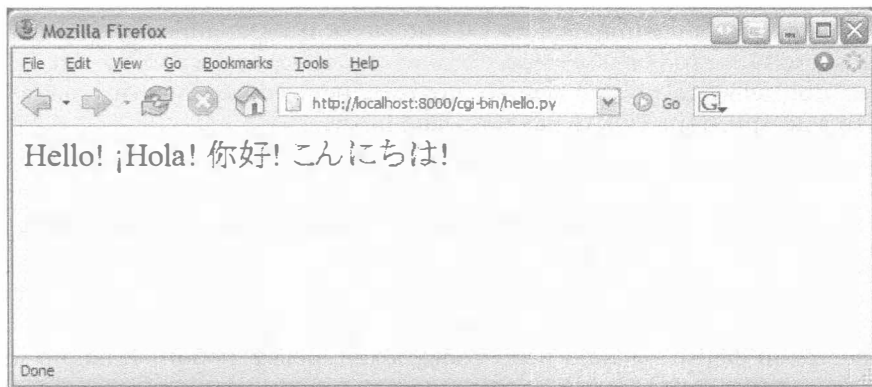 Mozilla Firefox
File Edit View Go Bookmarks Tools Help
http://localhost:8000/cgi-bin/hello.py Go G
Hello! ¡Hola! 你好! こんにちは!
Done